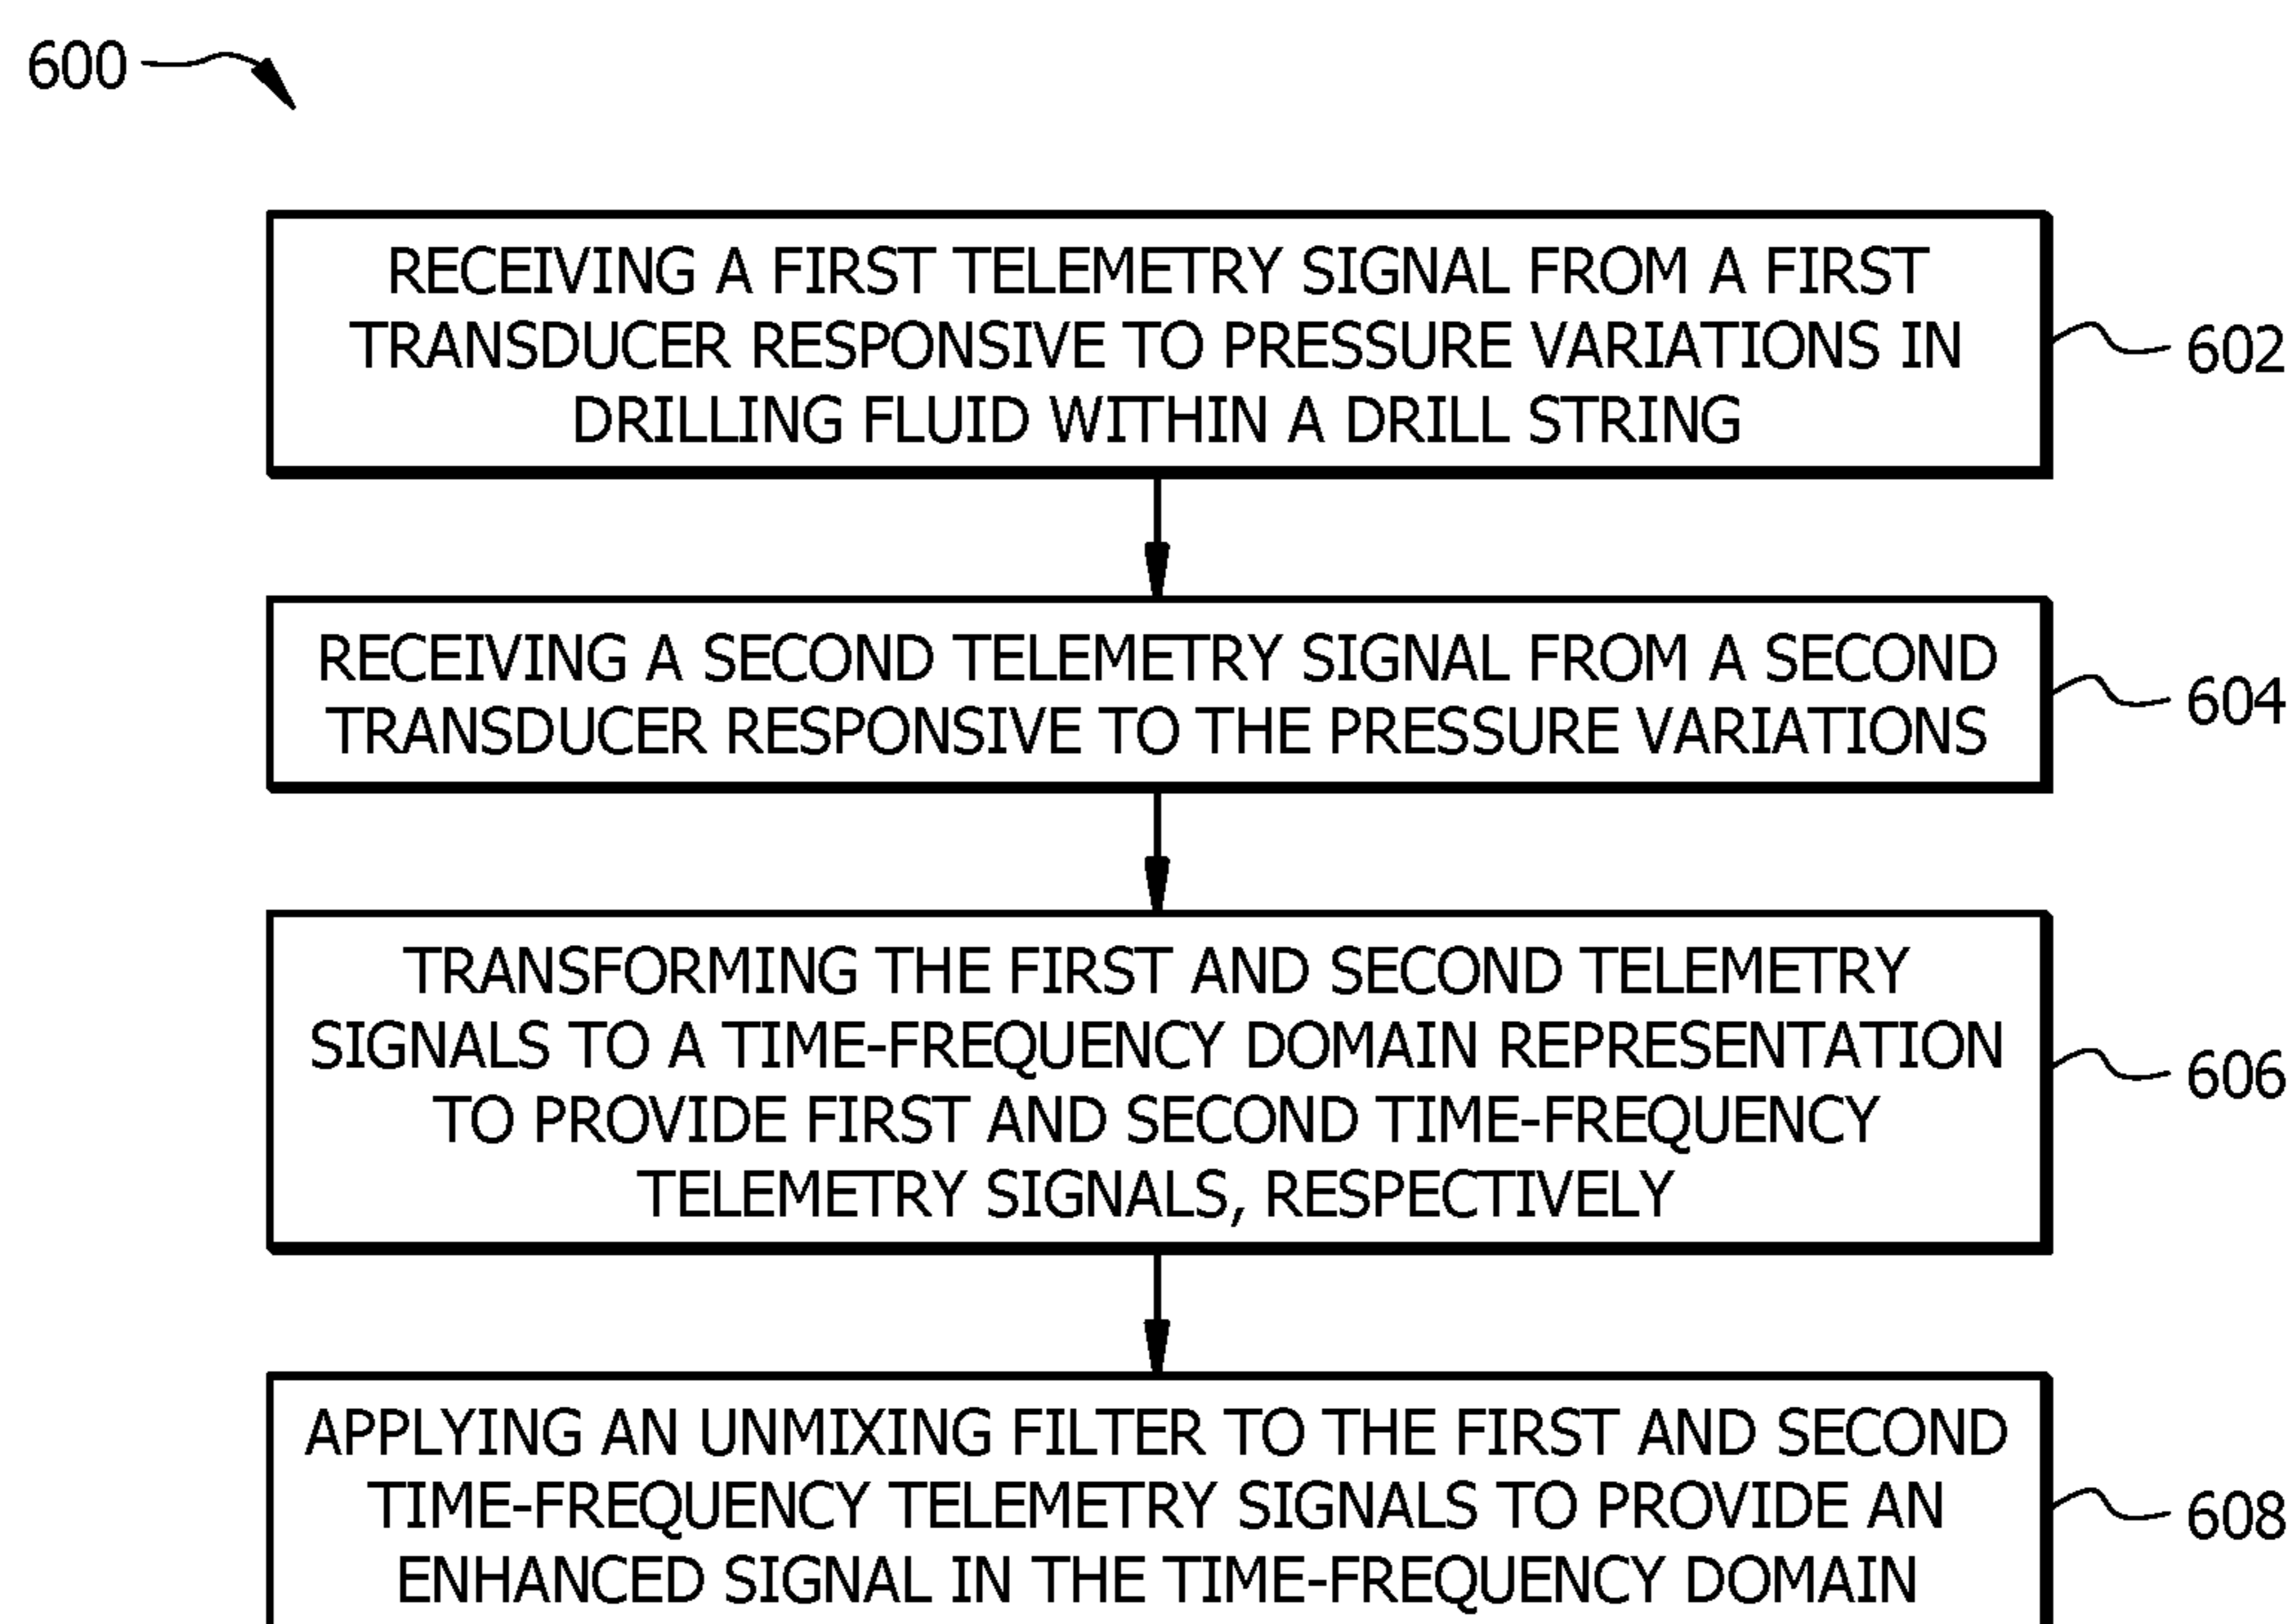 600
RECEIVING A FIRST TELEMETRY SIGNAL FROM A FIRST
TRANSDUCER RESPONSIVE TO PRESSURE VARIATIONS IN
DRILLING FLUID WITHIN A DRILL STRING
602
RECEIVING A SECOND TELEMETRY SIGNAL FROM A SECOND
TRANSDUCER RESPONSIVE TO THE PRESSURE VARIATIONS
604
TRANSFORMING THE FIRST AND SECOND TELEMETRY
SIGNALS TO A TIME-FREQUENCY DOMAIN REPRESENTATION
TO PROVIDE FIRST AND SECOND TIME-FREQUENCY
TELEMETRY SIGNALS, RESPECTIVELY
606
APPLYING AN UNMIXING FILTER TO THE FIRST AND SECOND
TIME-FREQUENCY TELEMETRY SIGNALS TO PROVIDE AN
ENHANCED SIGNAL IN THE TIME-FREQUENCY DOMAIN
608